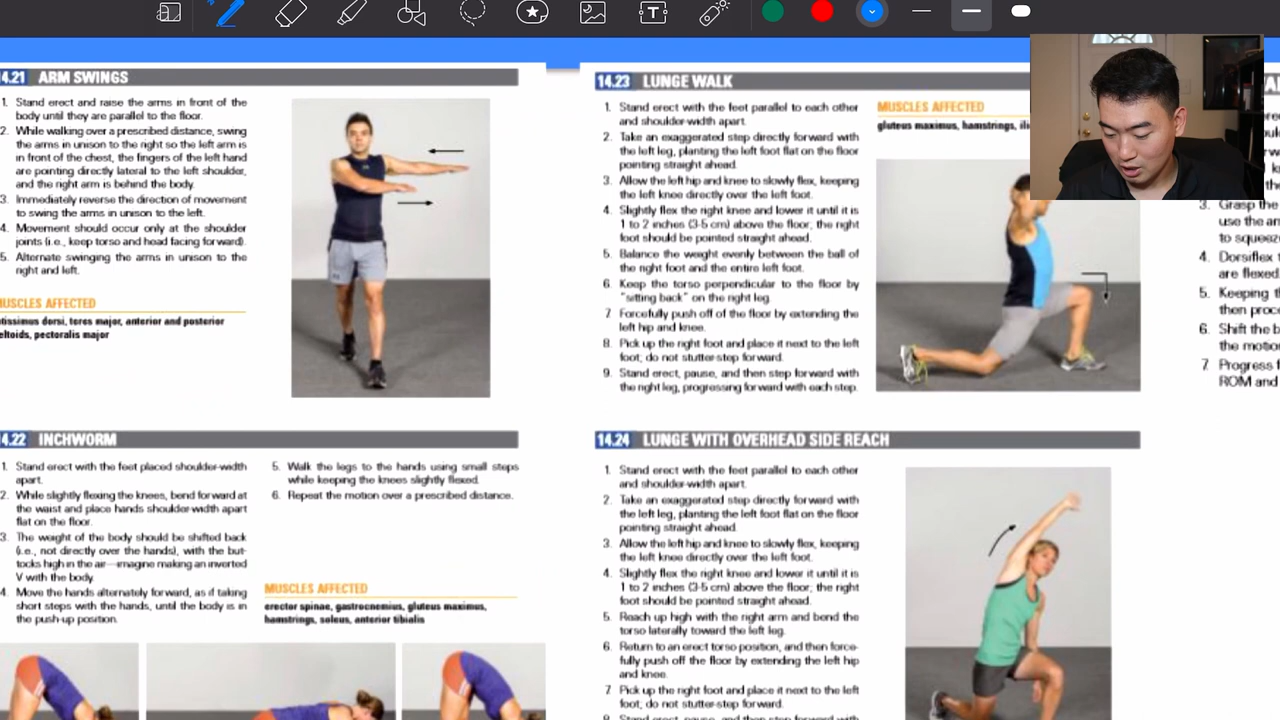 14.21 ARM SWINGS
1. Stand erect and raise the arms in front of the
body until they are parallel to the floor.
2. While walking over a prescribed distance, swing
the arms in unison to the right so the left arm is
in front of the chest, the fingers of the left hand
are pointing directly lateral to the left shoulder,
and the right arm is behind the body.
3. Immediately reverse the direction of movement
to swing the arms in unison to the left.
4. Movement should occur only at the shoulder
joints (i.e., keep torso and head facing forward).
5. Alternate swinging the arms in unison to the
right and left.
MUSCLES AFFECTED
latissimus dorsi, teres major, anterior and posterior
deltoids, pectoralis major
14.22 INCHWORM
1. Stand erect with the feet placed shoulder-width
apart.
2. While slightly flexing the knees, bend forward at
the waist and place hands shoulder-width apart
flat on the floor.
3. The weight of the body should be shifted back
(i.e., not directly over the hands), with the but-
tocks high in the air—imagine making an inverted
V with the body.
4. Move the hands alternately forward, as if taking
short steps with the hands, until the body is in
the push-up position.
5. Walk the legs to the hands using small steps
while keeping the knees slightly flexed.
6. Repeat the motion over a prescribed distance.
MUSCLES AFFECTED
erector spinae, gastrocnemius, gluteus maximus,
hamstrings, soleus, anterior tibialis
14.23 LUNGE WALK
1. Stand erect with the feet parallel to each other
and shoulder-width apart.
2. Take an exaggerated step directly forward with
the left leg, planting the left foot flat on the floor
pointing straight ahead.
3. Allow the left hip and knee to slowly flex, keeping
the left knee directly over the left foot.
4. Slightly flex the right knee and lower it until it is
1 to 2 inches (3-5 cm) above the floor; the right
foot should be pointed straight ahead.
5. Balance the weight evenly between the ball of
the right foot and the entire left foot.
6. Keep the torso perpendicular to the floor by
"sitting back" on the right leg.
7. Forcefully push off of the floor by extending the
left hip and knee.
8. Pick up the right foot and place it next to the left
foot; do not stutter-step forward.
9. Stand erect, pause, and then step forward with
the right leg, progressing forward with each step.
MUSCLES AFFECTED
gluteus maximus, hamstrings,
14.24 LUNGE WITH OVERHEAD SIDE REACH
1. Stand erect with the feet parallel to each other
and shoulder-width apart.
2. Take an exaggerated step directly forward with
the left leg, planting the left foot flat on the floor
pointing straight ahead.
3. Allow the left hip and knee to slowly flex, keeping
the left knee directly over the left foot.
4. Slightly flex the right knee and lower it until it is
1 to 2 inches (3-5 cm) above the floor; the right
foot should be pointed straight ahead.
5. Reach up high with the right arm and bend the
torso laterally toward the left leg.
6. Return to an erect torso position, and then force-
fully push off the floor by extending the left hip
and knee.
7. Pick up the right foot and place it next to the left
foot; do not stutter-step forward.
8. Stand erect, pause, and then step forward with
3. Grasp the
use the
to squeeze
4. Dorsiflex
are flexed.
5. Keeping
then
6. Shift the
the motion
7. Progress
ROM and